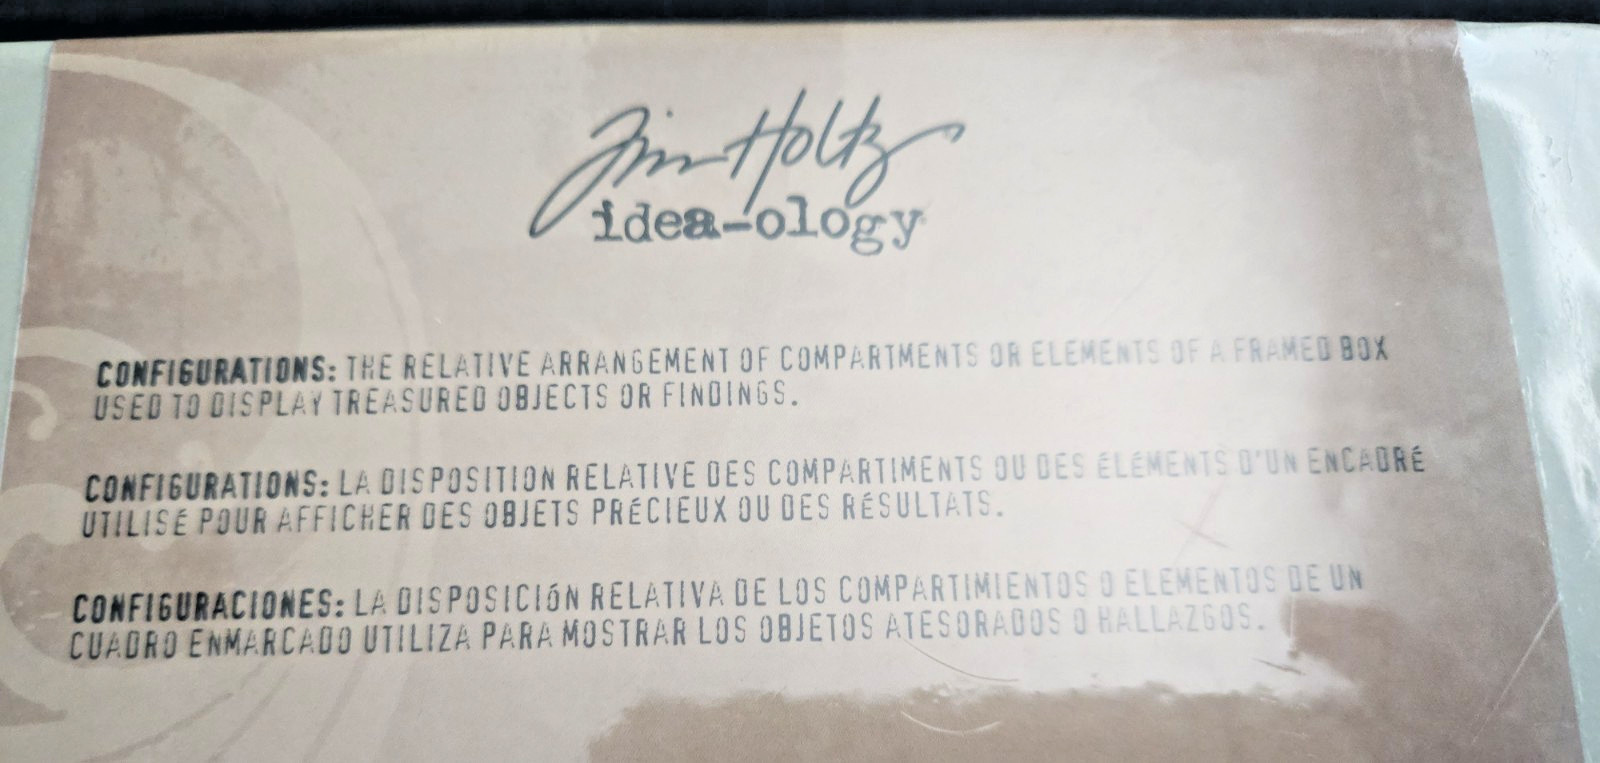 Tim Holtz
idea-ology
CONFIGURATIONS: THE RELATIVE ARRANGEMENT OF COMPARTMENTS OR ELEMENTS OF A FRAMED BOX
USED TO DISPLAY TREASURED OBJECTS OR FINDINGS.
CONFIGURATIONS: LA DISPOSITION RELATIVE DES COMPARTIMENTS OU DES ÉLÉMENTS D'UN ENCADRÉ
UTILISÉ POUR AFFICHER DES OBJETS PRÉCIEUX OU DES RÉSULTATS.
CONFIGURACIONES: LA DISPOSICIÓN RELATIVA DE LOS COMPARTIMIENTOS O ELEMENTOS DE UN
CUADRO ENMARCADO UTILIZA PARA MOSTRAR LOS OBJETOS ATESORADOS O HALLAZGOS.